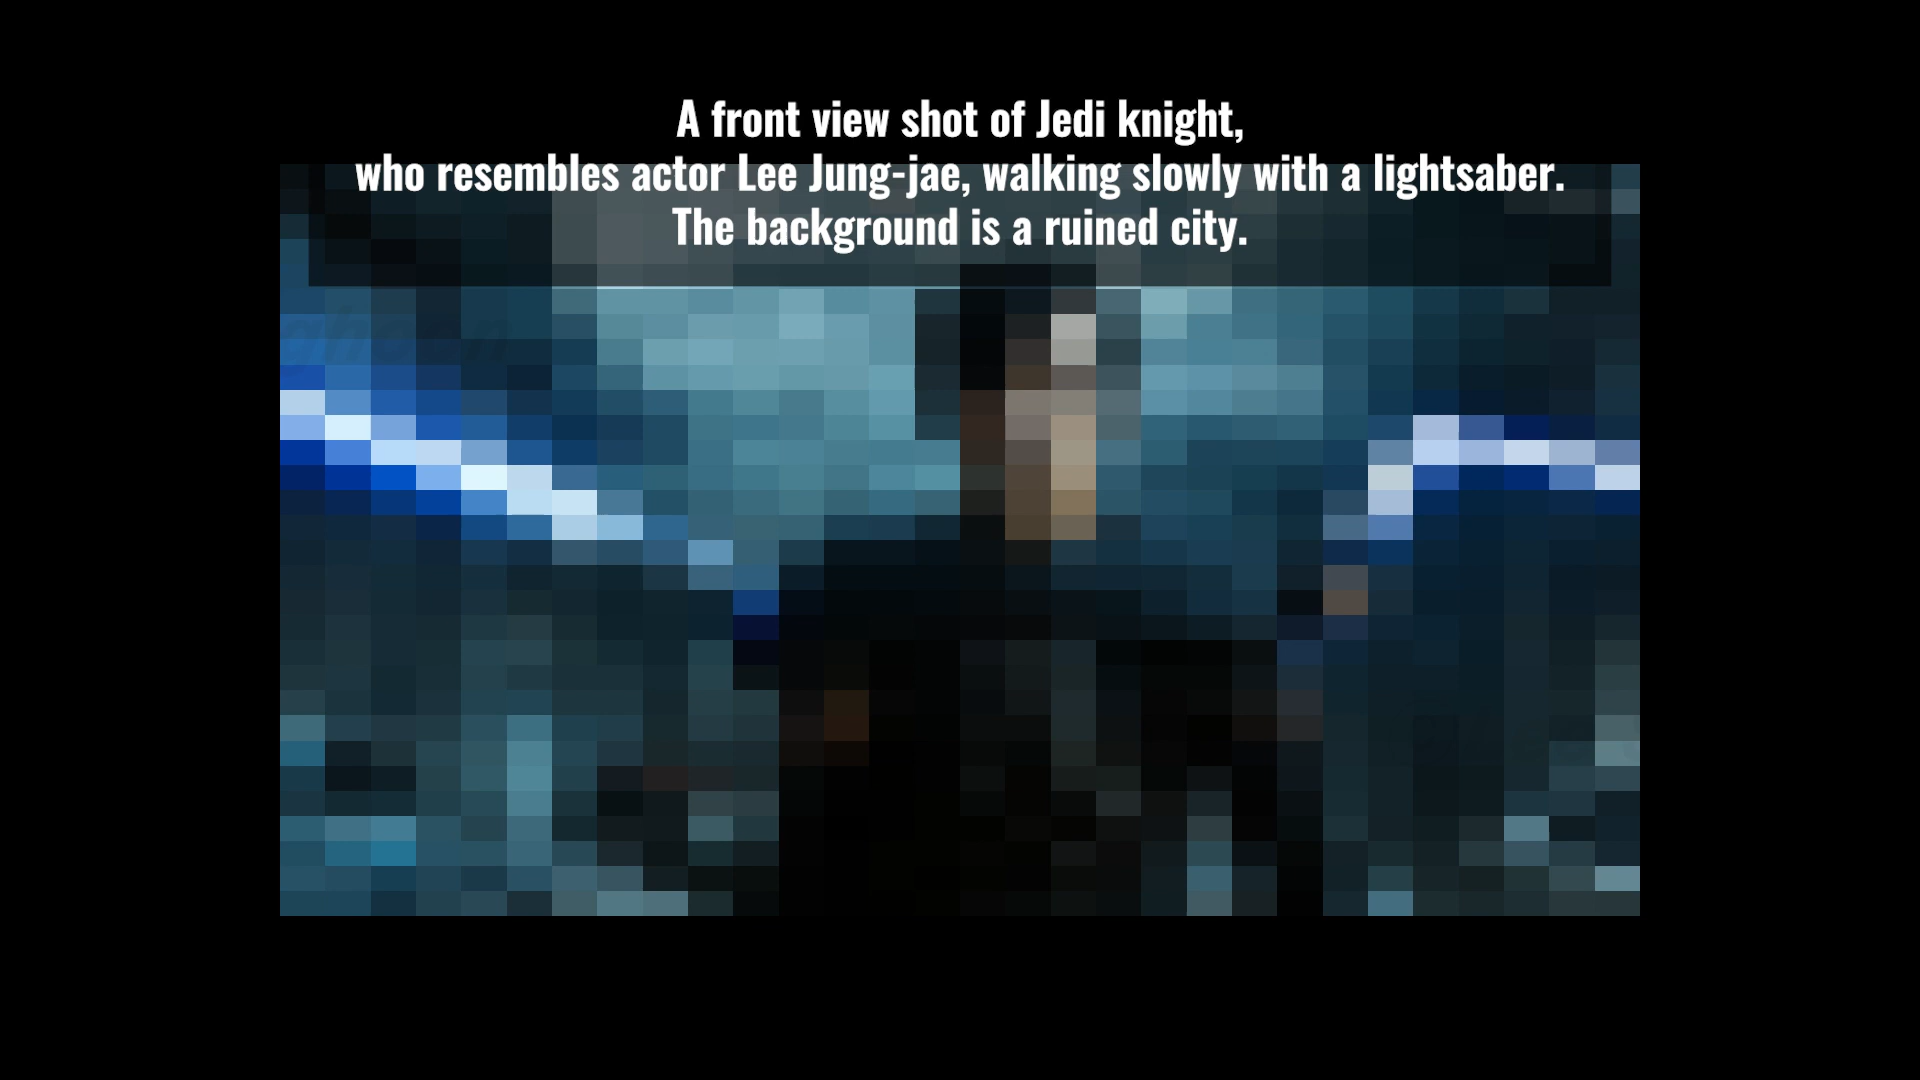 A front view shot of Jedi knight,
who resembles actor Lee Jung-jae, walking slowly with a lightsaber.
The background is a ruined city.